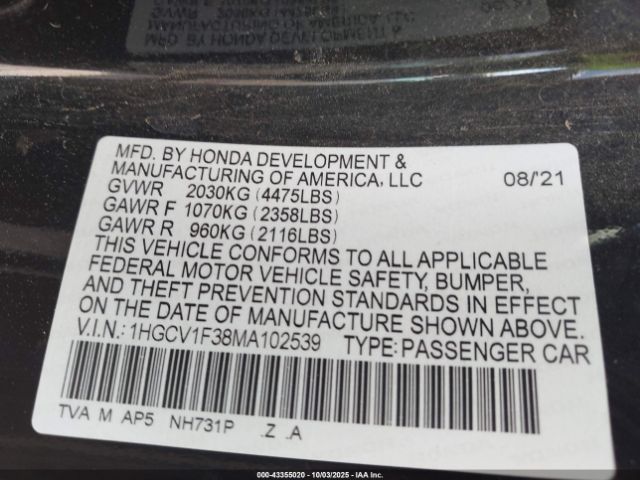 MFD. BY HONDA DEVELOPMENT &
MANUFACTURING OF AMERICA, LLC 08/'21
GVWR 2030KG (4475LBS)
GAWR F 1070KG (2358LBS)
GAWR R 960KG (2116LBS)
THIS VEHICLE CONFORMS TO ALL APPLICABLE
FEDERAL MOTOR VEHICLE SAFETY, BUMPER,
AND THEFT PREVENTION STANDARDS IN EFFECT
ON THE DATE OF MANUFACTURE SHOWN ABOVE.
V.I.N.: 1HGCV1F38MA102539 TYPE: PASSENGER CAR
TVA M AP5 NH731P .Z .A
000-43355020 | 10/03/2025 | IAA Inc.